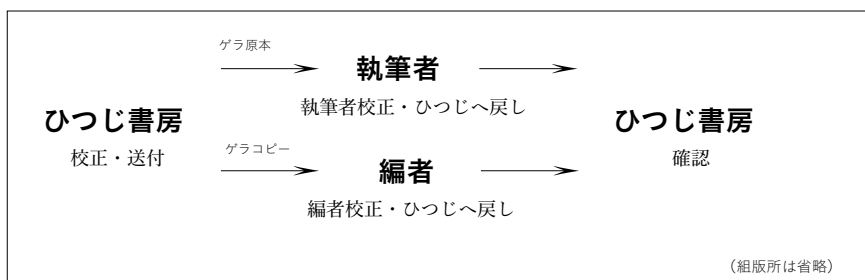 ゲラ原本
執筆者
執筆者校正・ひつじへ戻し
ひつじ書房
校正・送付
ひつじ書房
確認
ゲラコピー
編者
編者校正・ひつじへ戻し
(組版所は省略)